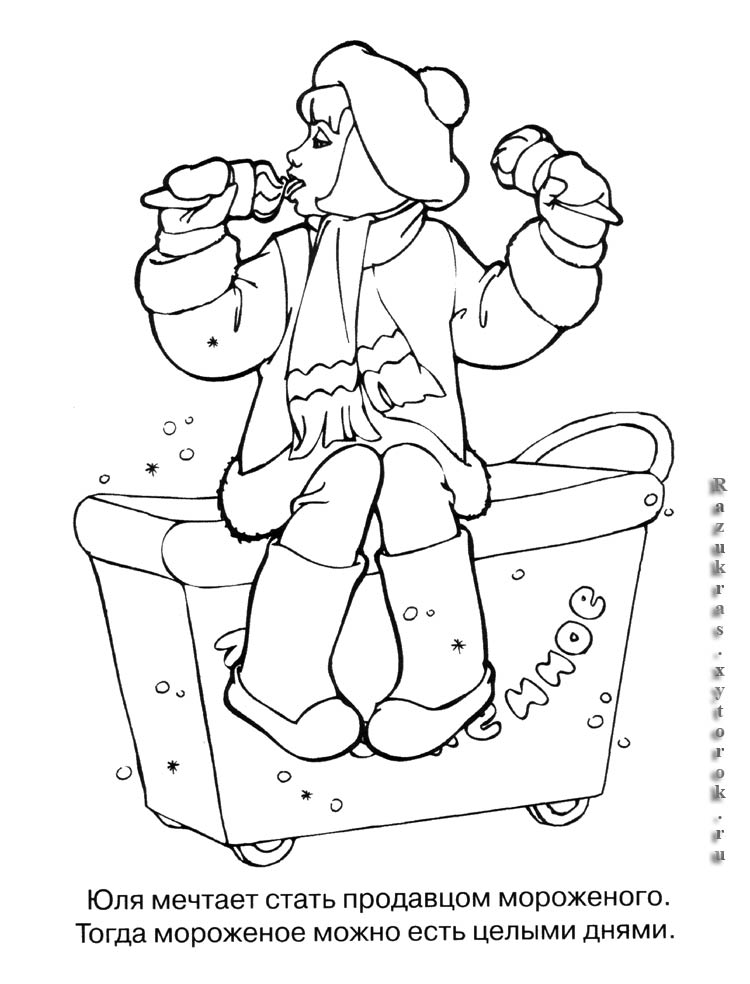 Razukras.xytorok.ru
Юля мечтает стать продавцом мороженого.
Тогда мороженое можно есть целыми днями.